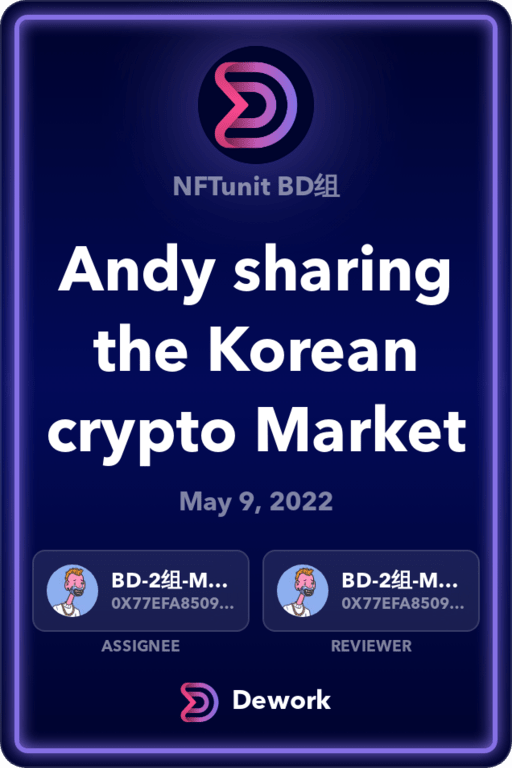 NFTunit BD组
Andy sharing
the Korean
crypto Market
May 9, 2022
BD-2组-M...
0X77EFA8509...
BD-2组-M...
0X77EFA8509...
ASSIGNEE
REVIEWER
Dework